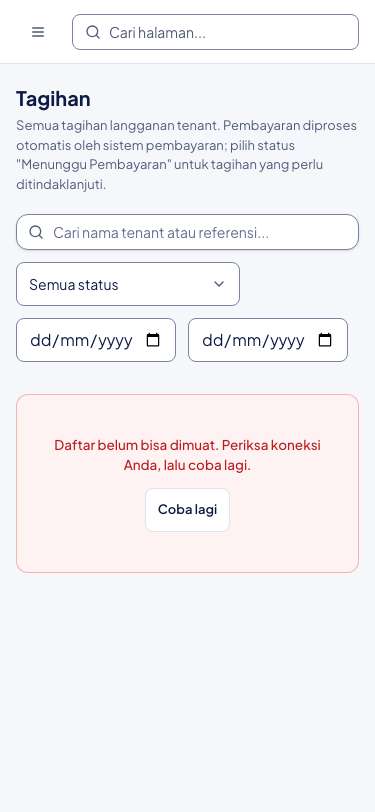 Cari halaman...
Tagihan
Semua tagihan langganan tenant. Pembayaran diproses
otomatis oleh sistem pembayaran; pilih status
"Menunggu Pembayaran" untuk tagihan yang perlu
ditindaklanjuti.
Cari nama tenant atau referensi...
Semua status
dd/mm/yyyy dd/mm/yyyy
Daftar belum bisa dimuat. Periksa koneksi
Anda, lalu coba lagi.
Coba lagi